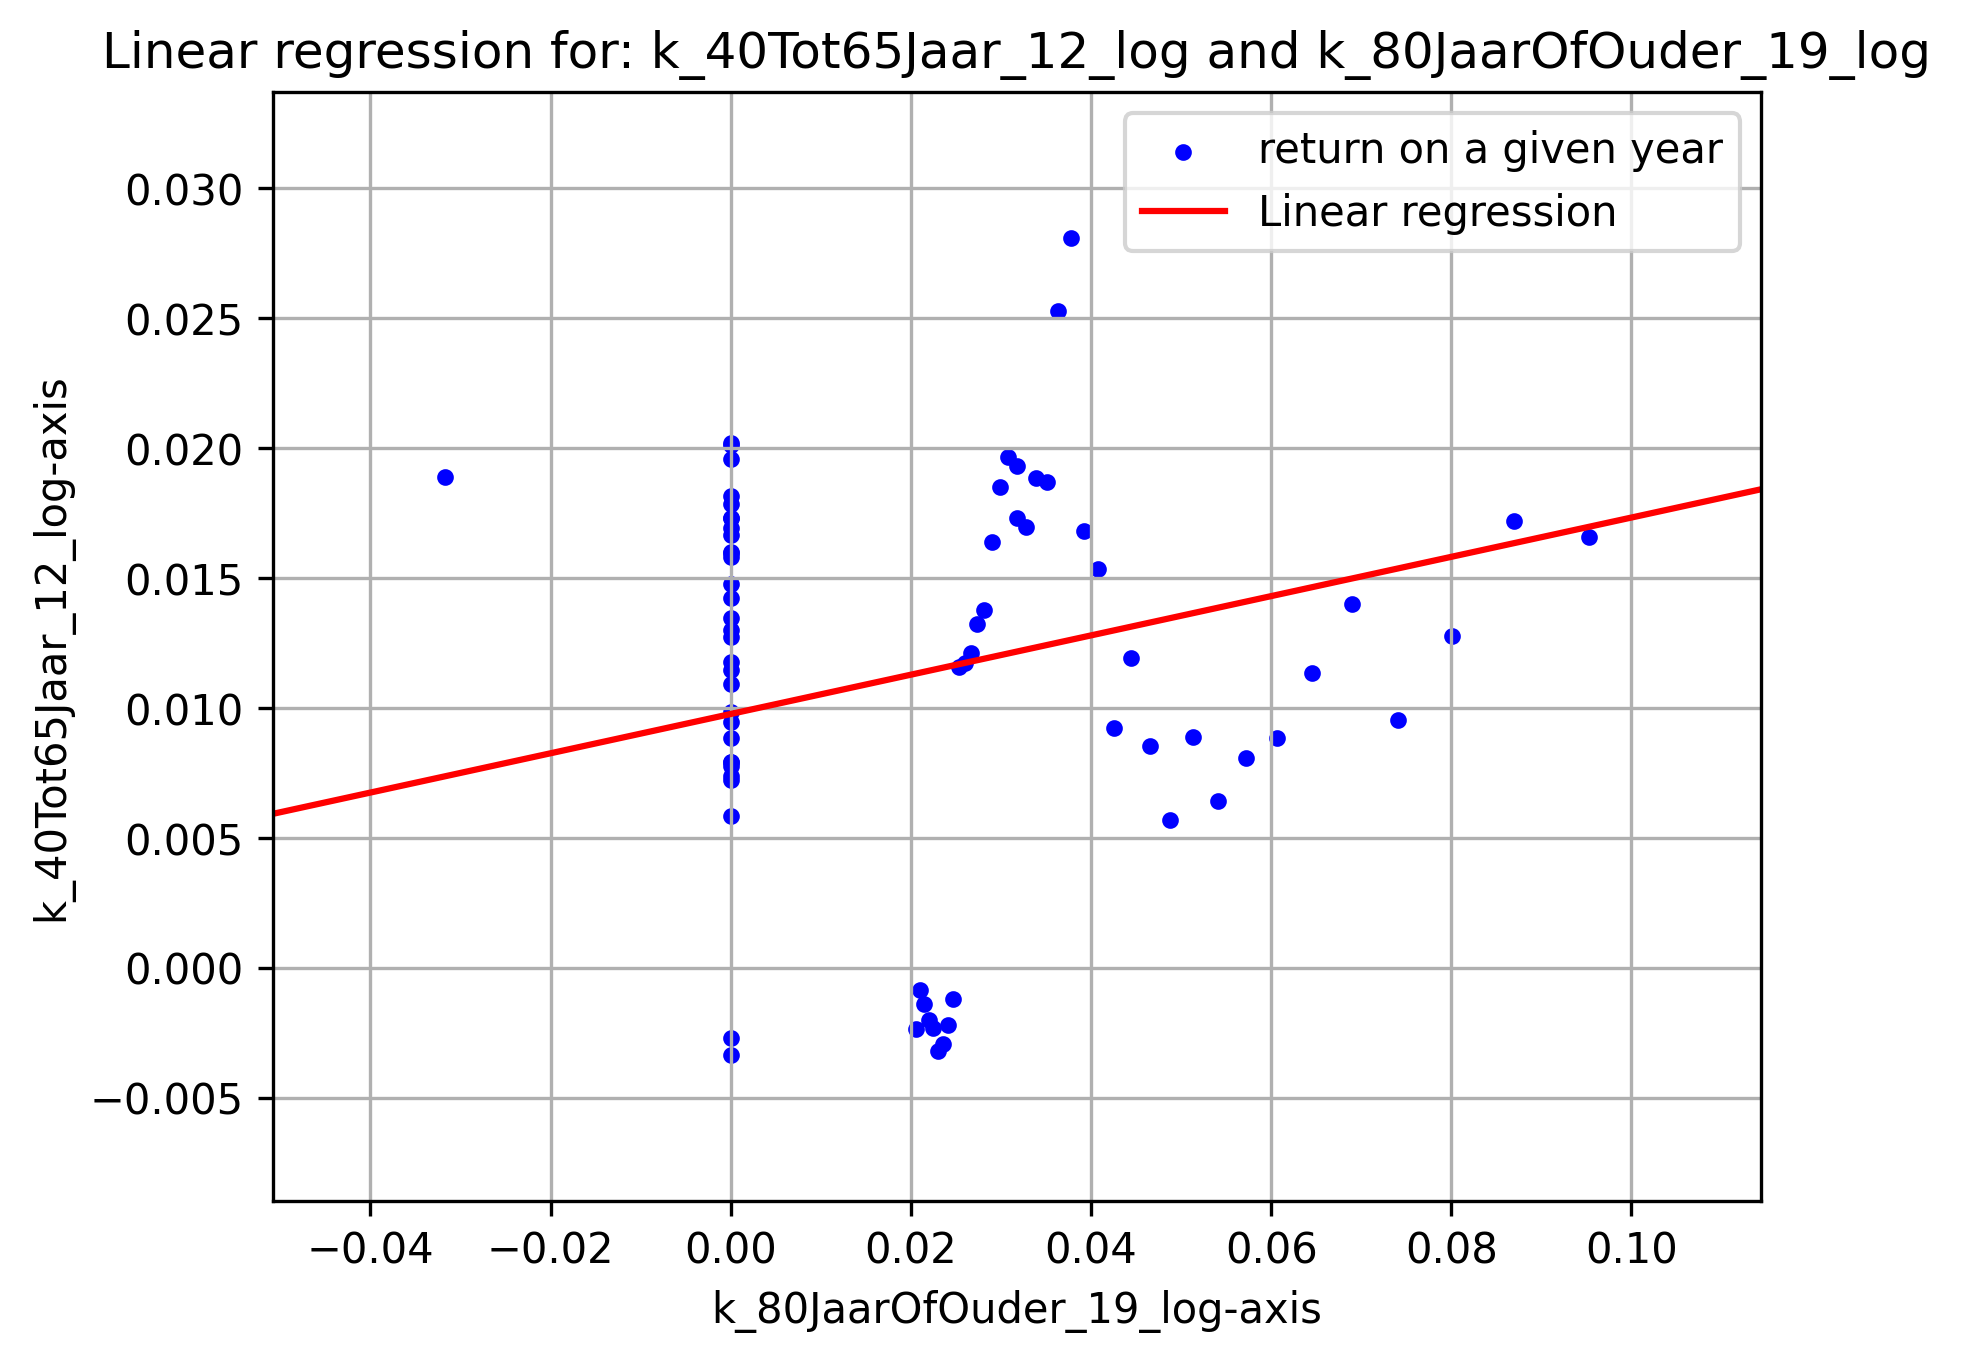 Linear regression for: k_40Tot65Jaar_12_log and k_80JaarOfOuder_19_log
return on a given year
Linear regression
0.030
0.025
0.020
0.015
0.010
0.005
0.000
−0.005
k_40Tot65Jaar_12_log-axis
−0.04 −0.02 0.00 0.02 0.04 0.06 0.08 0.10
k_80JaarOfOuder_19_log-axis